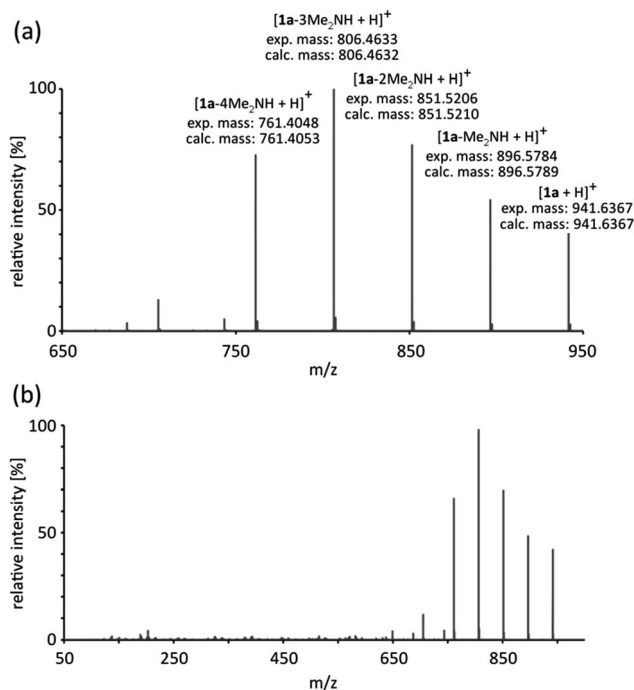 (a)
[1a-3Me₂NH + H]⁺
exp. mass: 806.4633
calc. mass: 806.4632
[1a-4Me₂NH + H]⁺
exp. mass: 761.4048
calc. mass: 761.4053
[1a-2Me₂NH + H]⁺
exp. mass: 851.5206
calc. mass: 851.5210
[1a-Me₂NH + H]⁺
exp. mass: 896.5784
calc. mass: 896.5789
[1a + H]⁺
exp. mass: 941.6367
calc. mass: 941.6367
relative intensity [%]
100
50
0
650 750 850 950
m/z
(b)
relative intensity [%]
100
50
0
50 250 450 650 850
m/z